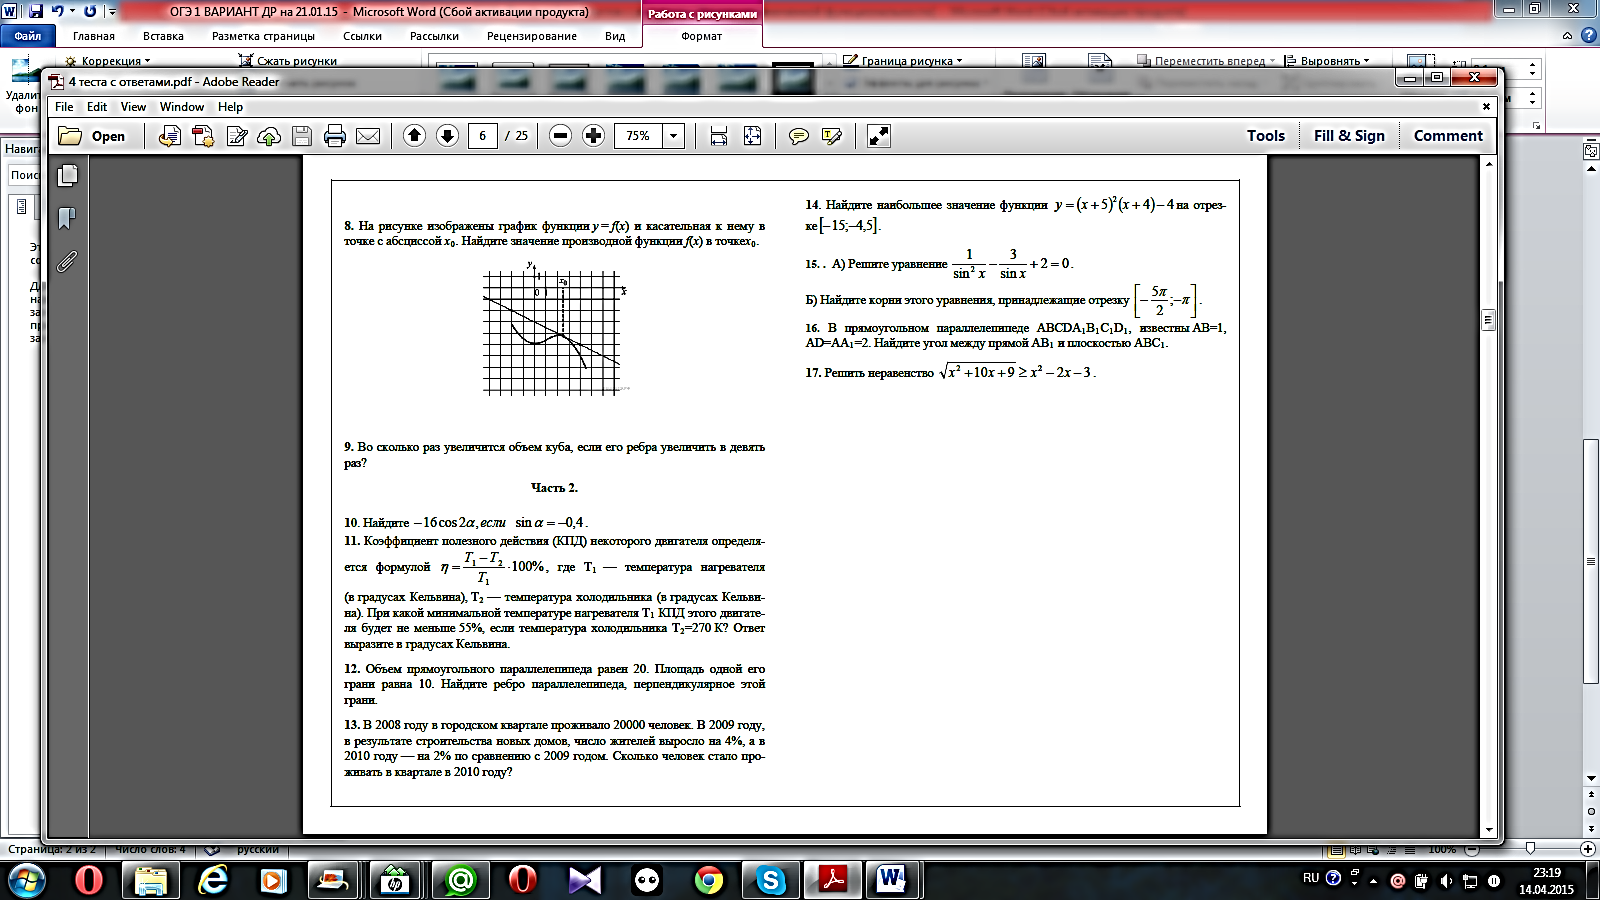 ОГЭ 1 ВАРИАНТ ДР на 21.01.15 - Microsoft Word (Сбой активации продукта)
Работа с рисунками
Файл Главная Вставка Разметка страницы Ссылки Рассылки Рецензирование Вид Формат
Коррекция Сжать рисунки Граница рисунка Переместить вперед Выровнять
Удалит
фон
4 теста с ответами.pdf - Adobe Reader
File Edit View Window Help
Open 6 / 25 75% Tools Fill & Sign Comment
Навига
Поис
8. На рисунке изображены график функции y = f(x) и касательная к нему в
точке с абсциссой x₀. Найдите значение производной функции f(x) в точкеx₀.
y
1
x₀
0 1 x
9. Во сколько раз увеличится объем куба, если его ребра увеличить в девять
раз?
Часть 2.
10. Найдите −16cos2α, если sin α = −0,4.
11. Коэффициент полезного действия (КПД) некоторого двигателя определя-
ется формулой η = (T₁ − T₂)/T₁ · 100%, где T₁ — температура нагревателя
(в градусах Кельвина), T₂ — температура холодильника (в градусах Кельви-
на). При какой минимальной температуре нагревателя T₁ КПД этого двигате-
ля будет не меньше 55%, если температура холодильника T₂=270 К? Ответ
выразите в градусах Кельвина.
12. Объем прямоугольного параллелепипеда равен 20. Площадь одной его
грани равна 10. Найдите ребро параллелепипеда, перпендикулярное этой
грани.
13. В 2008 году в городском квартале проживало 20000 человек. В 2009 году,
в результате строительства новых домов, число жителей выросло на 4%, а в
2010 году — на 2% по сравнению с 2009 годом. Сколько человек стало про-
живать в квартале в 2010 году?
14. Найдите наибольшее значение функции y = (x + 5)²(x + 4) − 4 на отрез-
ке [−15;−4,5].
15. . А) Решите уравнение 1/sin² x − 3/sin x + 2 = 0.
Б) Найдите корни этого уравнения, принадлежащие отрезку [−5π/2; −π].
16. В прямоугольном параллелепипеде ABCDA₁B₁C₁D₁, известны AB=1,
AD=AA₁=2. Найдите угол между прямой AB₁ и плоскостью ABC₁.
17. Решить неравенство √(x² +10x + 9) ≥ x² − 2x − 3.
Страница: 2 из 2 Число слов: 4 русский 100%
RU 23:19
14.04.2015